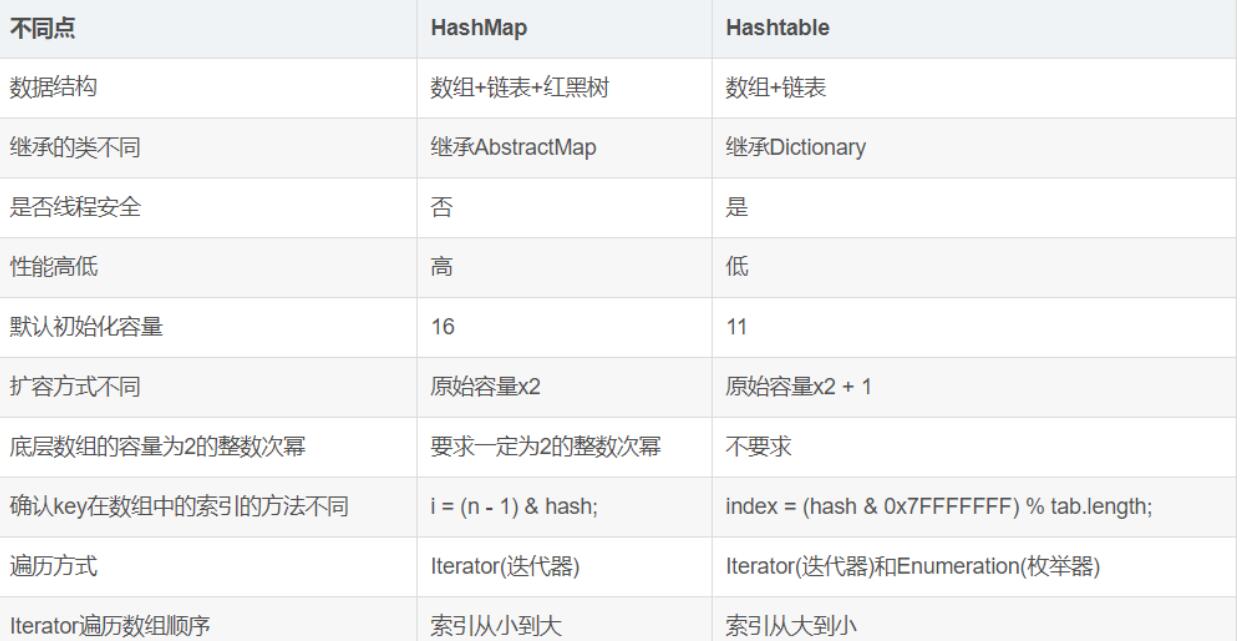 不同点 HashMap Hashtable
数据结构 数组+链表+红黑树 数组+链表
继承的类不同 继承AbstractMap 继承Dictionary
是否线程安全 否 是
性能高低 高 低
默认初始化容量 16 11
扩容方式不同 原始容量x2 原始容量x2 + 1
底层数组的容量为2的整数次幂 要求一定为2的整数次幂 不要求
确认key在数组中的索引的方法不同 i = (n - 1) & hash; index = (hash & 0x7FFFFFFF) % tab.length;
遍历方式 Iterator(迭代器) Iterator(迭代器)和Enumeration(枚举器)
Iterator遍历数组顺序 索引从小到大 索引从大到小